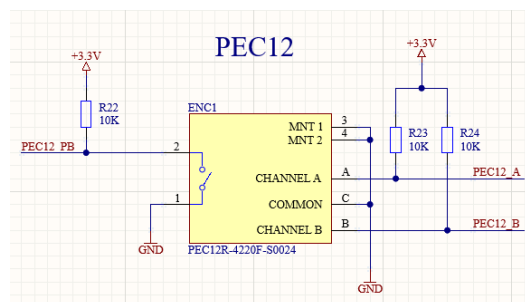 PEC12
+3.3V
+3.3V
R22
10K
ENC1
MNT 1
3
MNT 2
4
R23
10K
R24
10K
PEC12_PB
2
CHANNEL A
A
PEC12_A
1
COMMON
C
CHANNEL B
B
PEC12_B
GND
PEC12R-4220F-S0024
GND